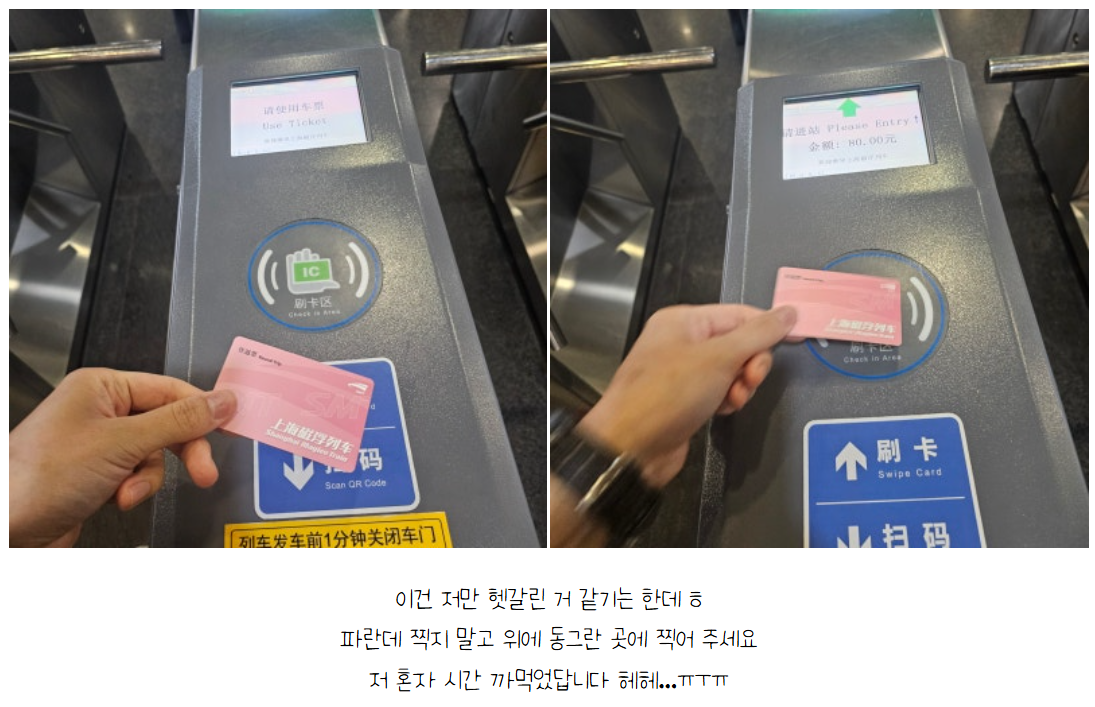 请使用车票
Use Ticket
IC
刷卡区
Check in Area
往返票 Round Trip
上海磁浮列车
Shanghai Maglev Train
扫 码
Scan QR Code
列车发车前1分钟关闭车门
请进站 Please Entry!
金额: 80.00元
上海磁浮列车
刷卡区
Check in Area
刷 卡
Swipe Card
扫 码
이건 저만 헷갈린 거 같기는 한데 ㅎ
파란데 찍지 말고 위에 동그란 곳에 찍어 주세요
저 혼자 시간 까먹었답니다 헤헤...ㅠㅜㅠ